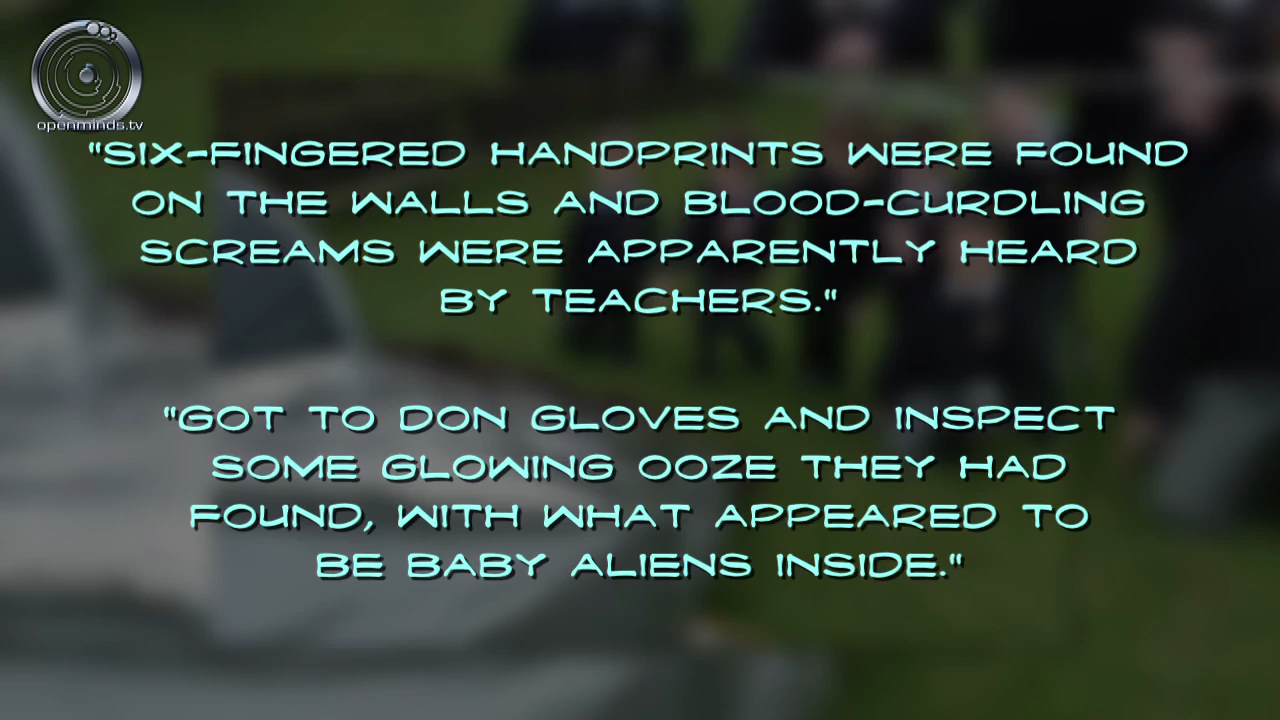 openminds.tv
"SIX-FINGERED HANDPRINTS WERE FOUND
ON THE WALLS AND BLOOD-CURDLING
SCREAMS WERE APPARENTLY HEARD
BY TEACHERS."
"GOT TO DON GLOVES AND INSPECT
SOME GLOWING OOZE THEY HAD
FOUND, WITH WHAT APPEARED TO
BE BABY ALIENS INSIDE."